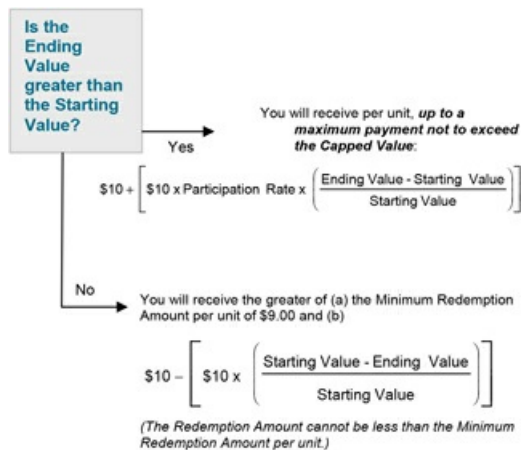 Is the
Ending
Value
greater than
the Starting
Value?
You will receive per unit, up to a
maximum payment not to exceed
the Capped Value:
Yes
$10 + [ $10 x Participation Rate x ( Ending Value - Starting Value
Starting Value ) ]
No
You will receive the greater of (a) the Minimum Redemption
Amount per unit of $9.00 and (b)
$10 – [ $10 x ( Starting Value - Ending Value
Starting Value ) ]
(The Redemption Amount cannot be less than the Minimum
Redemption Amount per unit.)